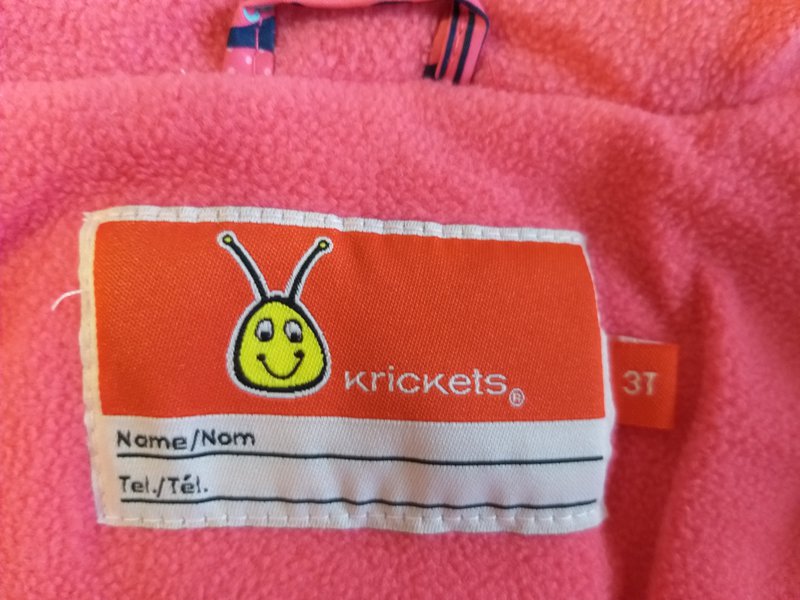 Krickets®
3T
Name/Nom
Tel./Tél.